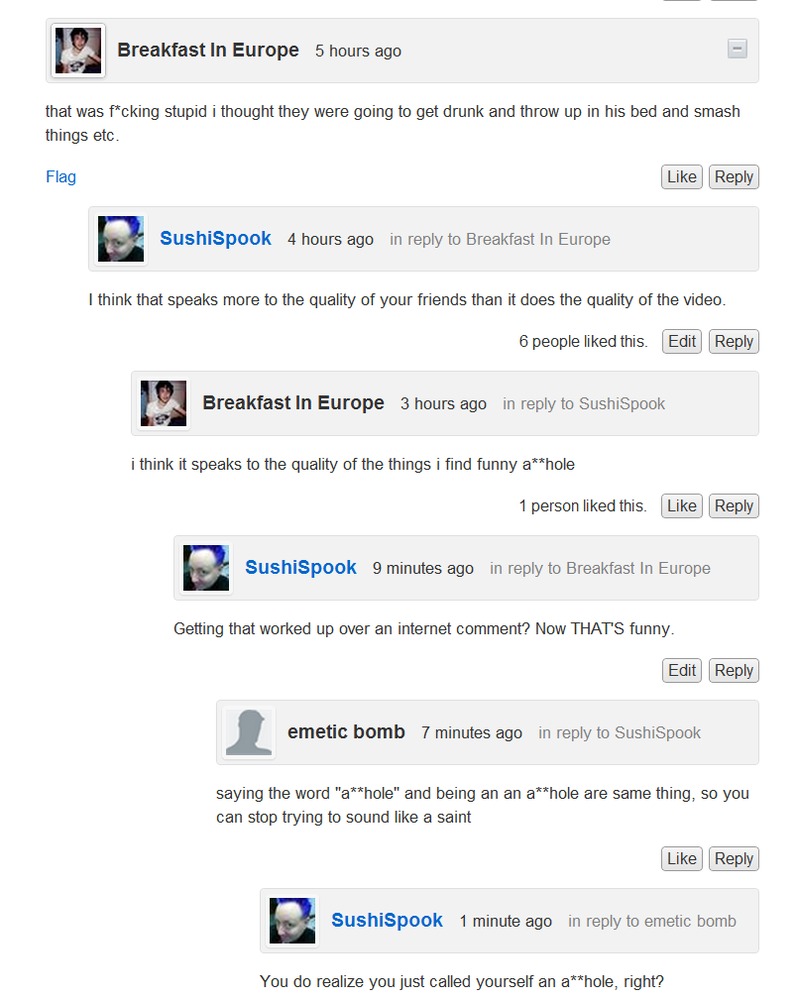 Breakfast In Europe 5 hours ago
that was f*cking stupid i thought they were going to get drunk and throw up in his bed and smash
things etc.
Flag Like Reply
SushiSpook 4 hours ago in reply to Breakfast In Europe
I think that speaks more to the quality of your friends than it does the quality of the video.
6 people liked this. Edit Reply
Breakfast In Europe 3 hours ago in reply to SushiSpook
i think it speaks to the quality of the things i find funny a**hole
1 person liked this. Like Reply
SushiSpook 9 minutes ago in reply to Breakfast In Europe
Getting that worked up over an internet comment? Now THAT'S funny.
Edit Reply
emetic bomb 7 minutes ago in reply to SushiSpook
saying the word "a**hole" and being an an a**hole are same thing, so you
can stop trying to sound like a saint
Like Reply
SushiSpook 1 minute ago in reply to emetic bomb
You do realize you just called yourself an a**hole, right?